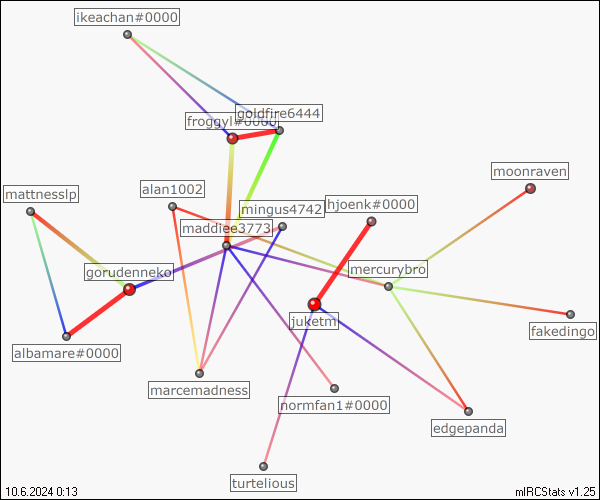 ikeachan#0000
goldfire6444
froggyl#0000
moonraven
alan1002
mattnesslp
mingus4742
hjoenk#0000
maddiee3773
gorudenneko
mercurybro
juketm
fakedingo
albamare#0000
marcemadness
normfan1#0000
edgepanda
turtelious
10.6.2024 0:13
mIRCStats v1.25